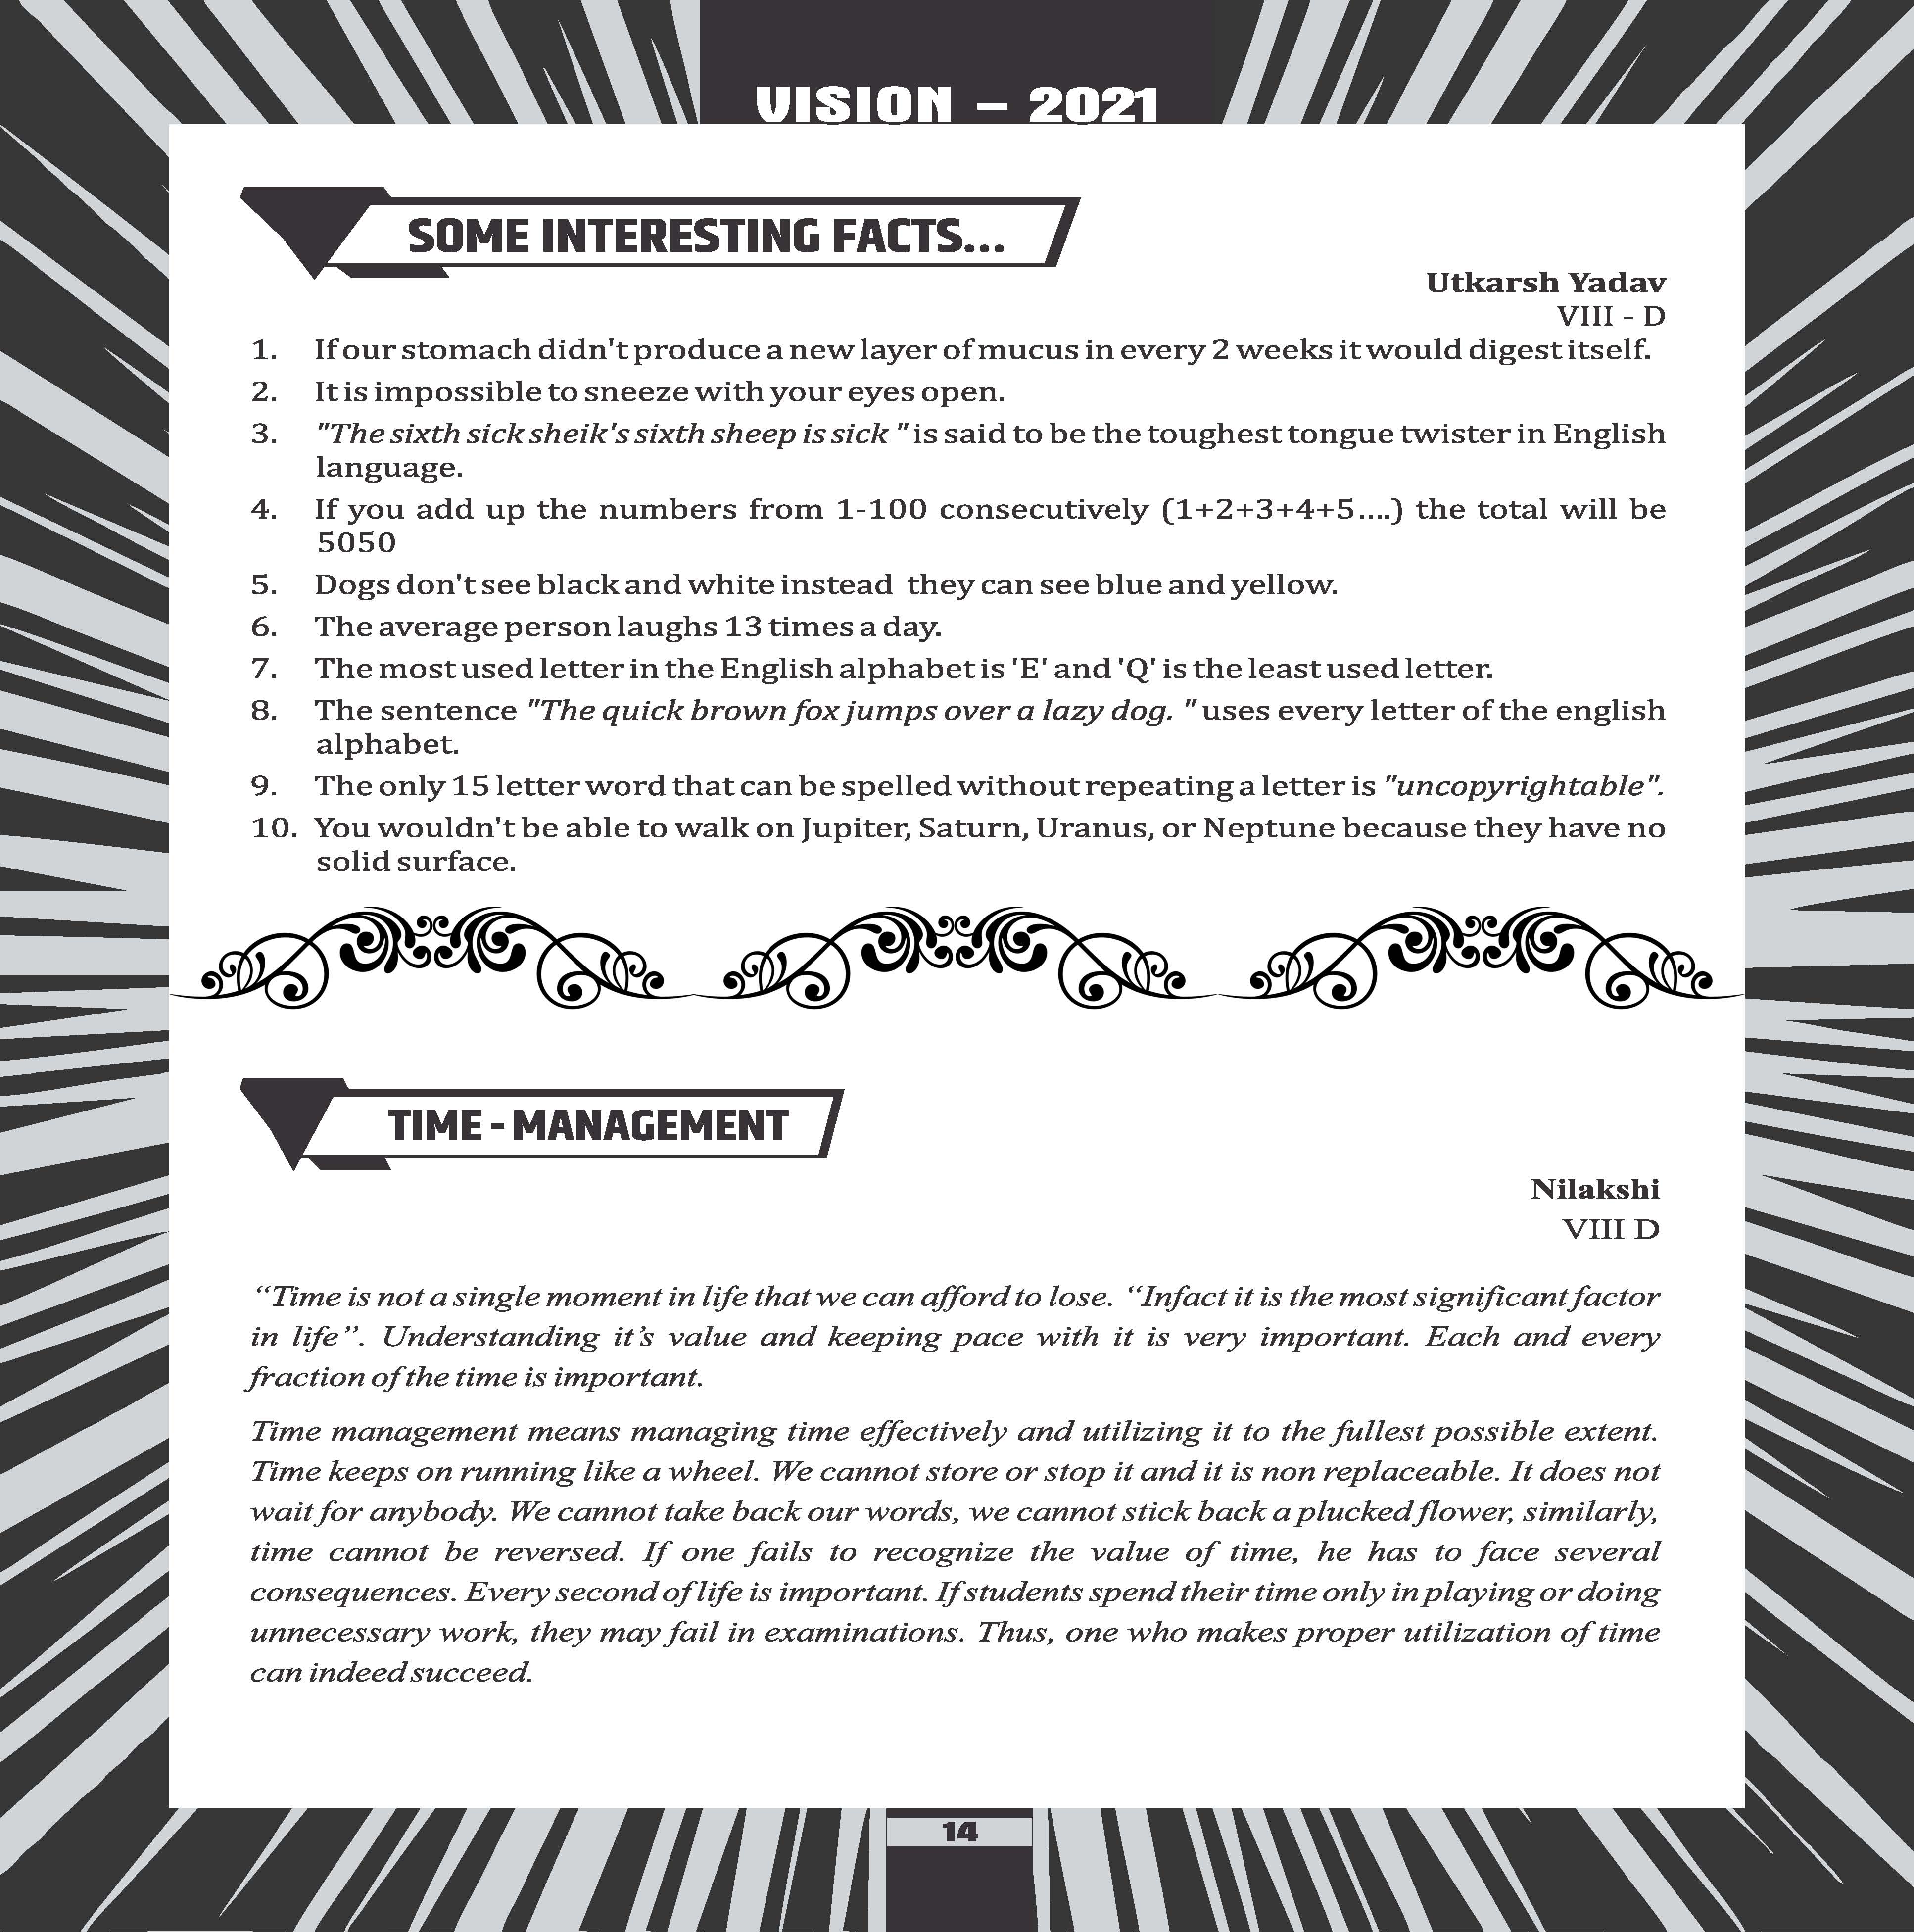 VISION – 2021
SOME INTERESTING FACTS...
Utkarsh Yadav
VIII - D
1. If our stomach didn't produce a new layer of mucus in every 2 weeks it would digest itself.
2. It is impossible to sneeze with your eyes open.
3. "The sixth sick sheik's sixth sheep is sick " is said to be the toughest tongue twister in English
language.
4. If you add up the numbers from 1-100 consecutively (1+2+3+4+5....) the total will be
5050
5. Dogs don't see black and white instead they can see blue and yellow.
6. The average person laughs 13 times a day.
7. The most used letter in the English alphabet is 'E' and 'Q' is the least used letter.
8. The sentence "The quick brown fox jumps over a lazy dog. " uses every letter of the english
alphabet.
9. The only 15 letter word that can be spelled without repeating a letter is "uncopyrightable".
10. You wouldn't be able to walk on Jupiter, Saturn, Uranus, or Neptune because they have no
solid surface.
TIME - MANAGEMENT
Nilakshi
VIII D
“Time is not a single moment in life that we can afford to lose. “Infact it is the most significant factor
in life”. Understanding it’s value and keeping pace with it is very important. Each and every
fraction of the time is important.
Time management means managing time effectively and utilizing it to the fullest possible extent.
Time keeps on running like a wheel. We cannot store or stop it and it is non replaceable. It does not
wait for anybody. We cannot take back our words, we cannot stick back a plucked flower, similarly,
time cannot be reversed. If one fails to recognize the value of time, he has to face several
consequences. Every second of life is important. If students spend their time only in playing or doing
unnecessary work, they may fail in examinations. Thus, one who makes proper utilization of time
can indeed succeed.
14